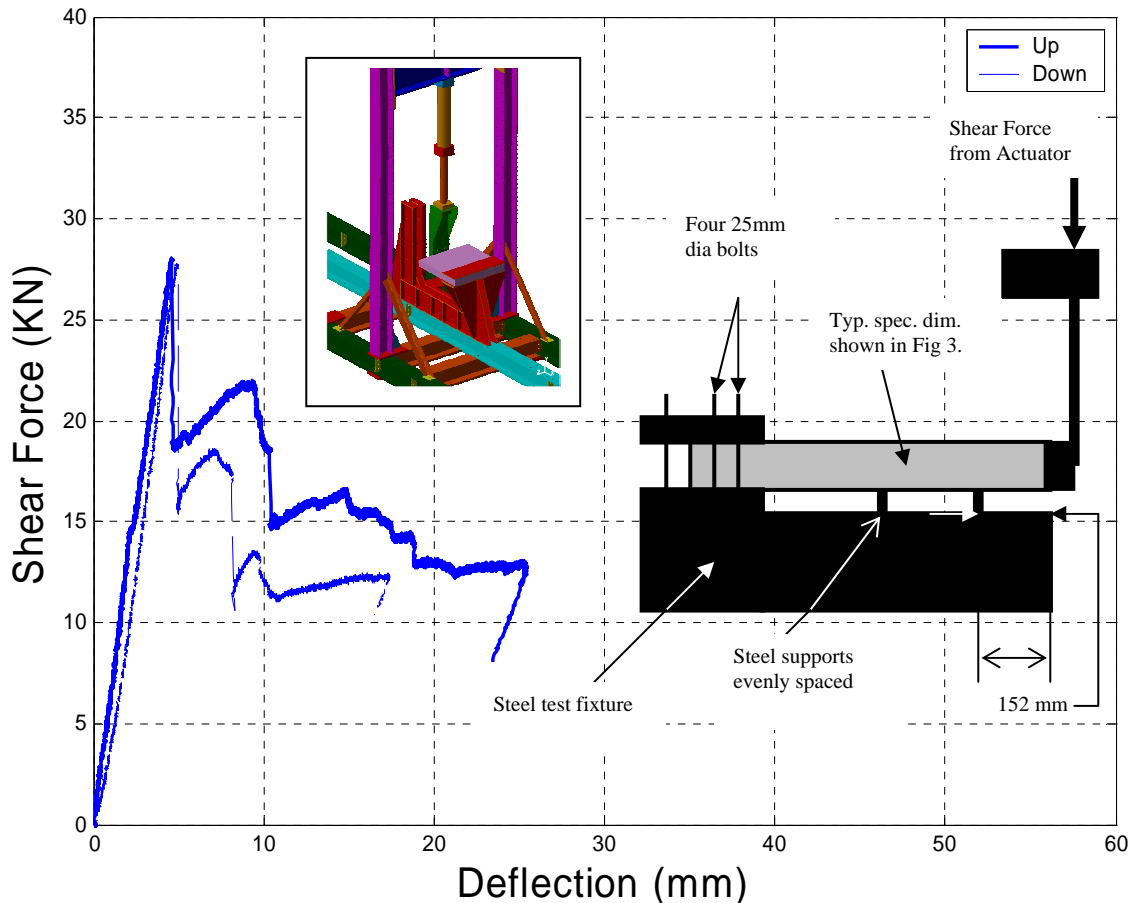 40
35
30
25
20
15
10
5
0
Shear Force (KN)
0
10
20
30
40
50
60
Deflection (mm)
Up
Down
Shear Force
from Actuator
Four 25mm
dia bolts
Typ. spec. dim.
shown in Fig 3.
Steel supports
evenly spaced
Steel test fixture
152 mm